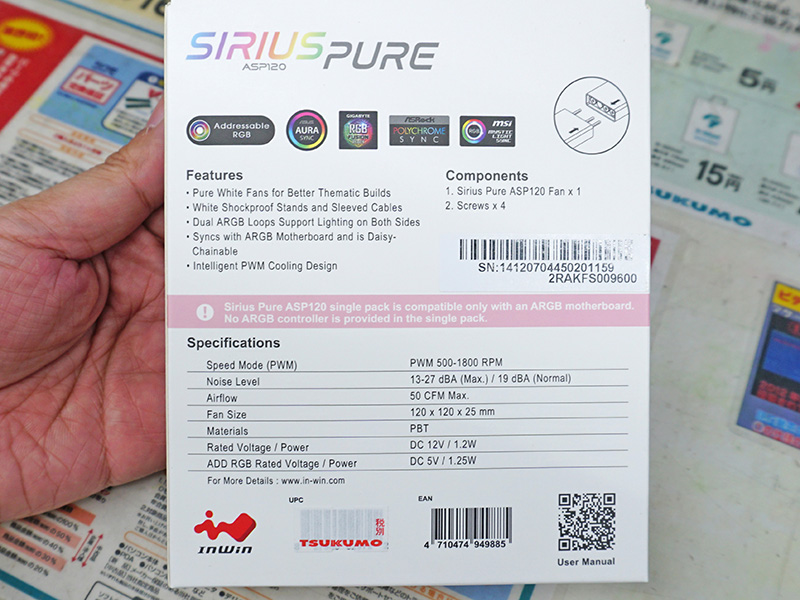 SIRIUS PURE
ASP120
Addressable RGB
ASUS AURA SYNC
GIGABYTE RGB FUSION
ASRock POLYCHROME SYNC
RGB msi MYSTIC LIGHT SYNC
Features
• Pure White Fans for Better Thematic Builds
• White Shockproof Stands and Sleeved Cables
• Dual ARGB Loops Support Lighting on Both Sides
• Syncs with ARGB Motherboard and is Daisy-
Chainable
• Intelligent PWM Cooling Design
Components
1. Sirius Pure ASP120 Fan x 1
2. Screws x 4
SN:14120704450201159
2RAKFS009600
! Sirius Pure ASP120 single pack is compatible only with an ARGB motherboard.
No ARGB controller is provided in the single pack.
Specifications
Speed Mode (PWM) PWM 500-1800 RPM
Noise Level 13-27 dBA (Max.) / 19 dBA (Normal)
Airflow 50 CFM Max.
Fan Size 120 x 120 x 25 mm
Materials PBT
Rated Voltage / Power DC 12V / 1.2W
ADD RGB Rated Voltage / Power DC 5V / 1.25W
For More Details : www.in-win.com
InWin
UPC
税別
TSUKUMO
EAN
4 710474 949885
User Manual
5円
15円
TSUKUMO
パーツ